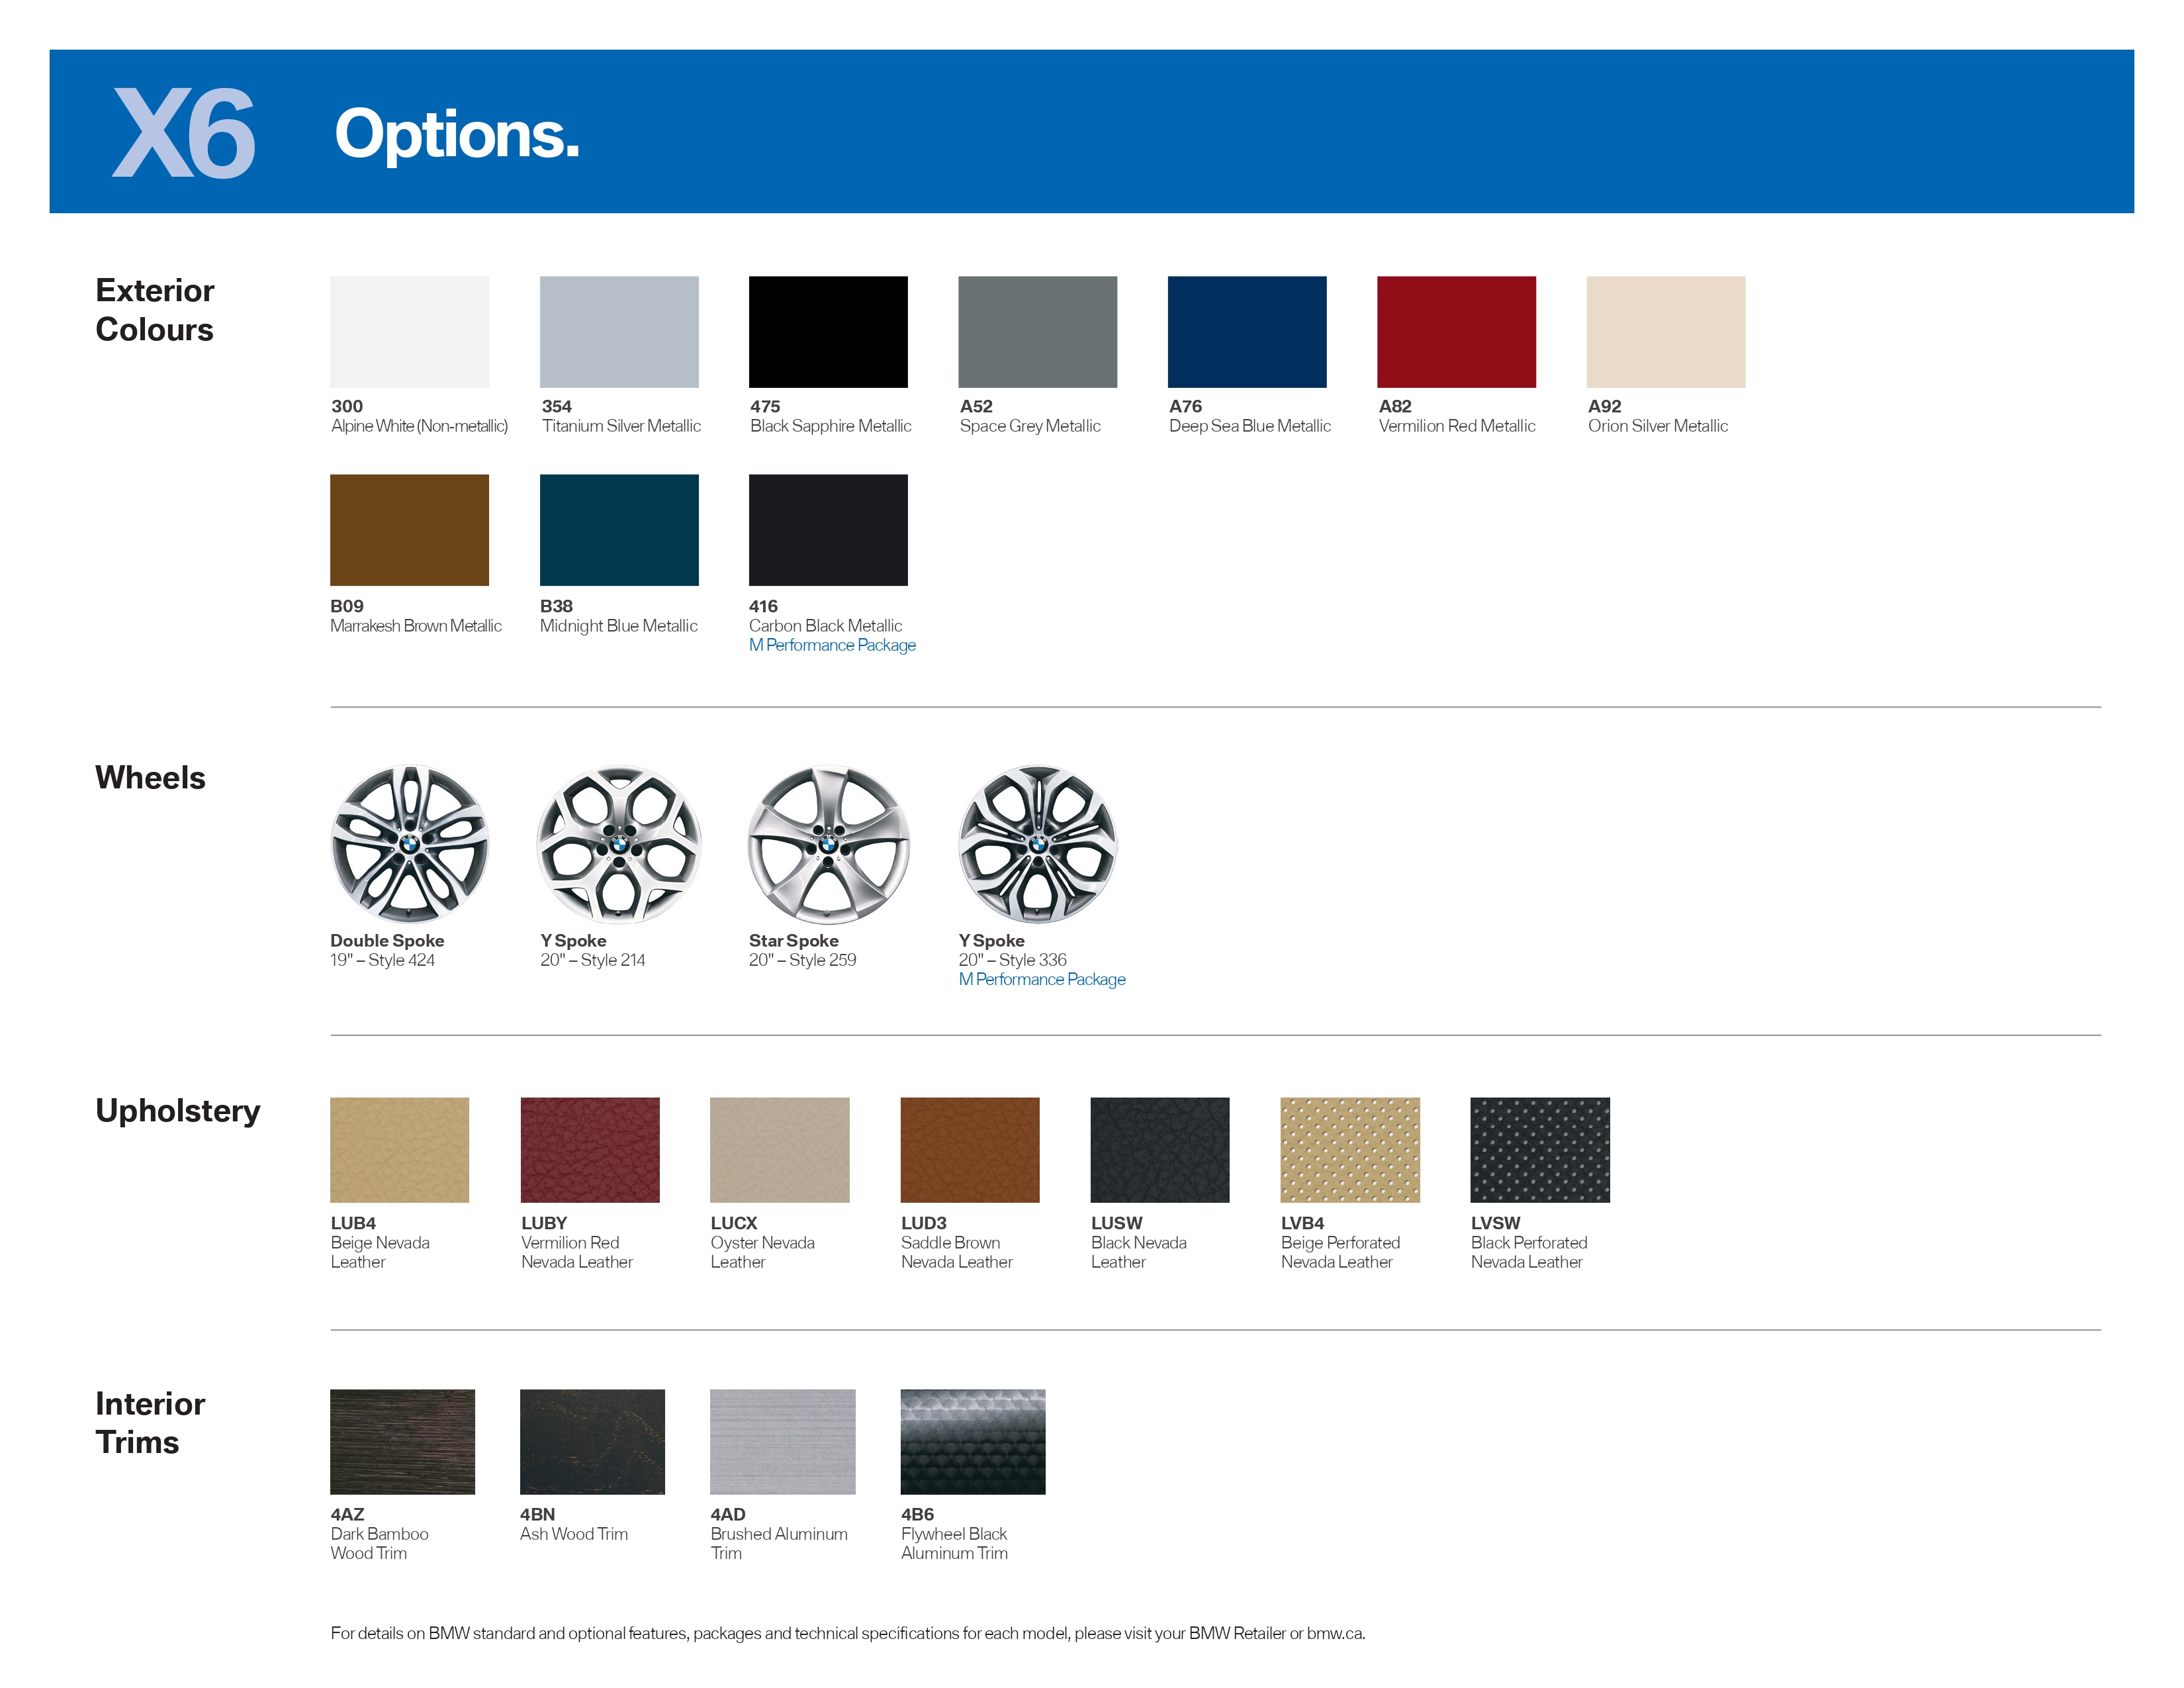 X6 Options.
Exterior
Colours
300
Alpine White (Non-metallic)
354
Titanium Silver Metallic
475
Black Sapphire Metallic
A52
Space Grey Metallic
A76
Deep Sea Blue Metallic
A82
Vermilion Red Metallic
A92
Orion Silver Metallic
B09
Marrakesh Brown Metallic
B38
Midnight Blue Metallic
416
Carbon Black Metallic
M Performance Package
Wheels
Double Spoke
19" – Style 424
Y Spoke
20" – Style 214
Star Spoke
20" – Style 259
Y Spoke
20" – Style 336
M Performance Package
Upholstery
LUB4
Beige Nevada
Leather
LUBY
Vermilion Red
Nevada Leather
LUCX
Oyster Nevada
Leather
LUD3
Saddle Brown
Nevada Leather
LUSW
Black Nevada
Leather
LVB4
Beige Perforated
Nevada Leather
LVSW
Black Perforated
Nevada Leather
Interior
Trims
4AZ
Dark Bamboo
Wood Trim
4BN
Ash Wood Trim
4AD
Brushed Aluminum
Trim
4B6
Flywheel Black
Aluminum Trim
For details on BMW standard and optional features, packages and technical specifications for each model, please visit your BMW Retailer or bmw.ca.